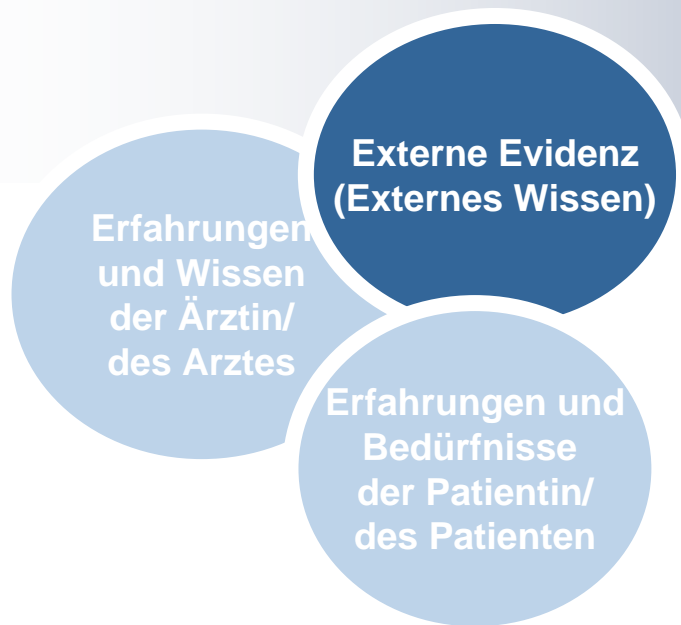 Externe Evidenz
(Externes Wissen)
Erfahrungen
und Wissen
der Ärztin/
des Arztes
Erfahrungen und
Bedürfnisse
der Patientin/
des Patienten